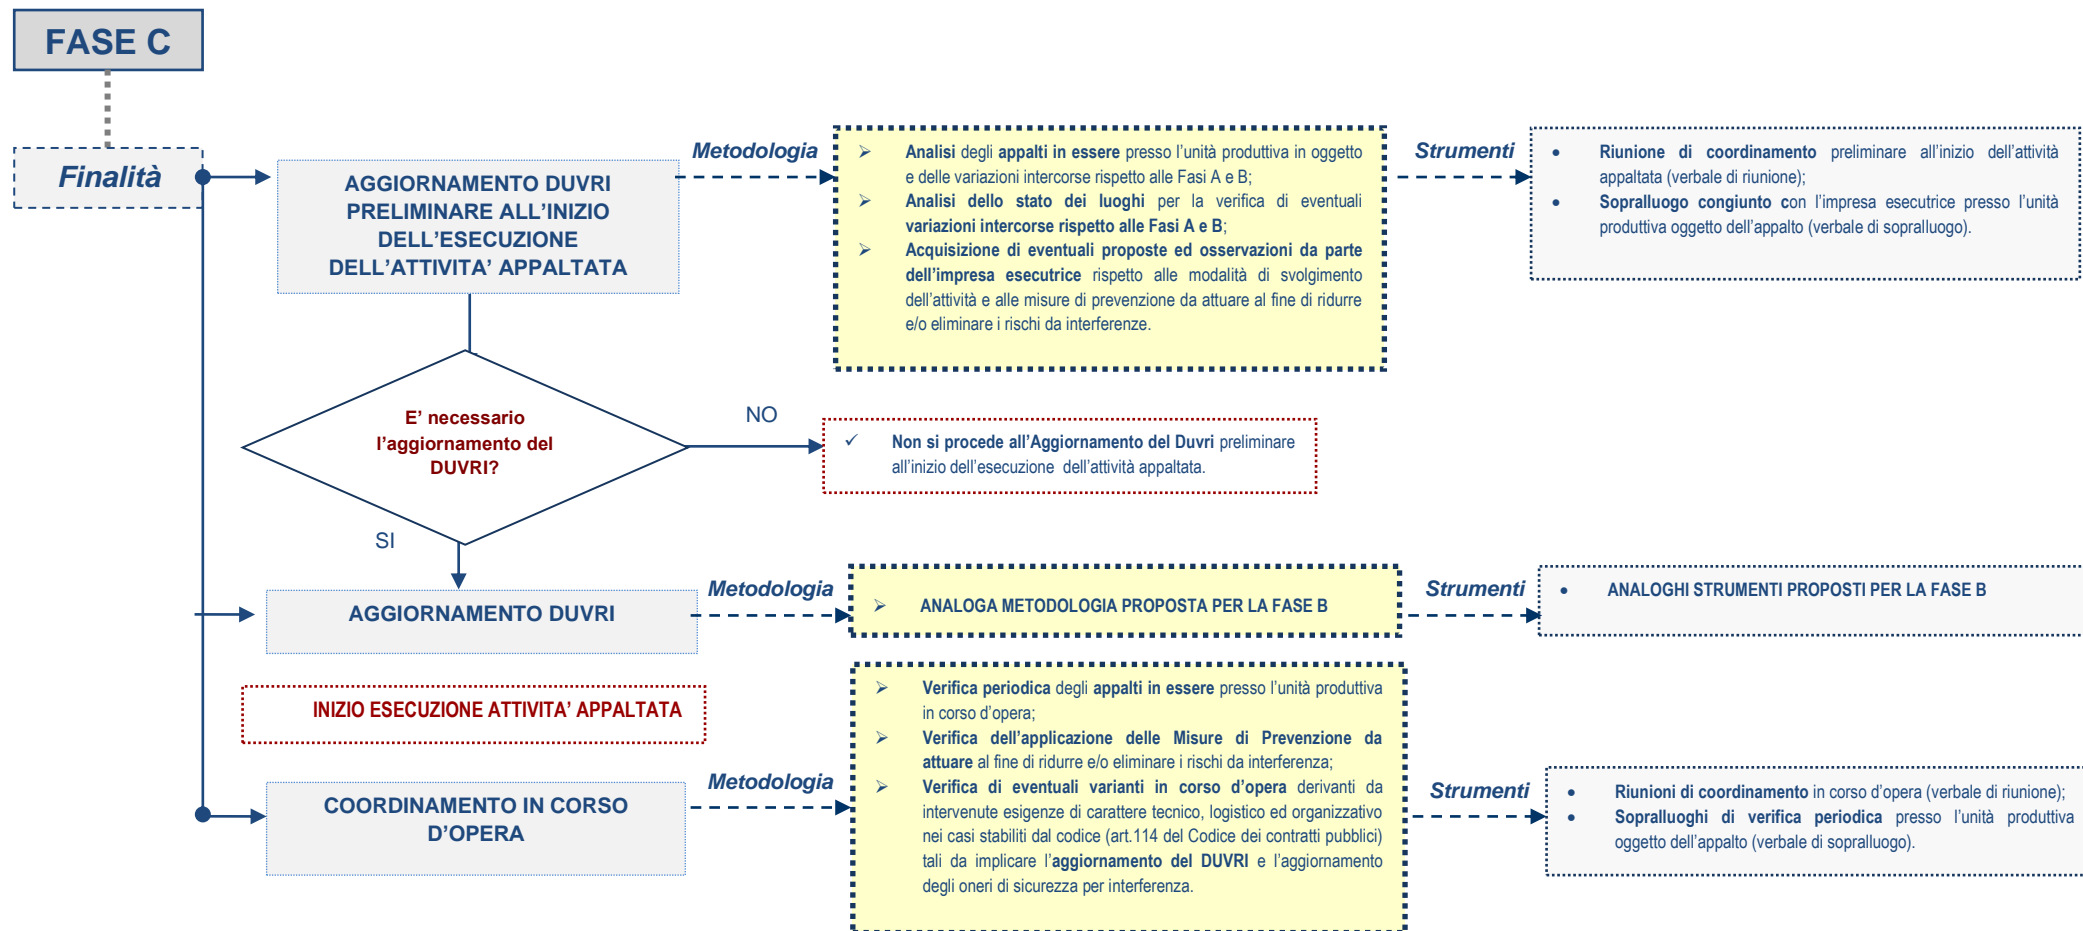 FASE C
Finalità
AGGIORNAMENTO DUVRI
PRELIMINARE ALL'INIZIO
DELL'ESECUZIONE
DELL'ATTIVITA' APPALTATA
Metodologia
➢ Analisi degli appalti in essere presso l'unità produttiva in oggetto
e delle variazioni intercorse rispetto alle Fasi A e B;
➢ Analisi dello stato dei luoghi per la verifica di eventuali
variazioni intercorse rispetto alle Fasi A e B;
➢ Acquisizione di eventuali proposte ed osservazioni da parte
dell'impresa esecutrice rispetto alle modalità di svolgimento
dell'attività e alle misure di prevenzione da attuare al fine di ridurre
e/o eliminare i rischi da interferenze.
Strumenti
• Riunione di coordinamento preliminare all'inizio dell'attività
appaltata (verbale di riunione);
• Sopralluogo congiunto con l'impresa esecutrice presso l'unità
produttiva oggetto dell'appalto (verbale di sopralluogo).
E' necessario
l'aggiornamento del
DUVRI?
NO
✓ Non si procede all'Aggiornamento del Duvri preliminare
all'inizio dell'esecuzione dell'attività appaltata.
SI
AGGIORNAMENTO DUVRI
Metodologia
➢ ANALOGA METODOLOGIA PROPOSTA PER LA FASE B
Strumenti
• ANALOGHI STRUMENTI PROPOSTI PER LA FASE B
INIZIO ESECUZIONE ATTIVITA' APPALTATA
COORDINAMENTO IN CORSO
D'OPERA
Metodologia
➢ Verifica periodica degli appalti in essere presso l'unità produttiva
in corso d'opera;
➢ Verifica dell'applicazione delle Misure di Prevenzione da
attuare al fine di ridurre e/o eliminare i rischi da interferenza;
➢ Verifica di eventuali varianti in corso d'opera derivanti da
intervenute esigenze di carattere tecnico, logistico ed organizzativo
nei casi stabiliti dal codice (art.114 del Codice dei contratti pubblici)
tali da implicare l'aggiornamento del DUVRI e l'aggiornamento
degli oneri di sicurezza per interferenza.
Strumenti
• Riunioni di coordinamento in corso d'opera (verbale di riunione);
• Sopralluoghi di verifica periodica presso l'unità produttiva
oggetto dell'appalto (verbale di sopralluogo).